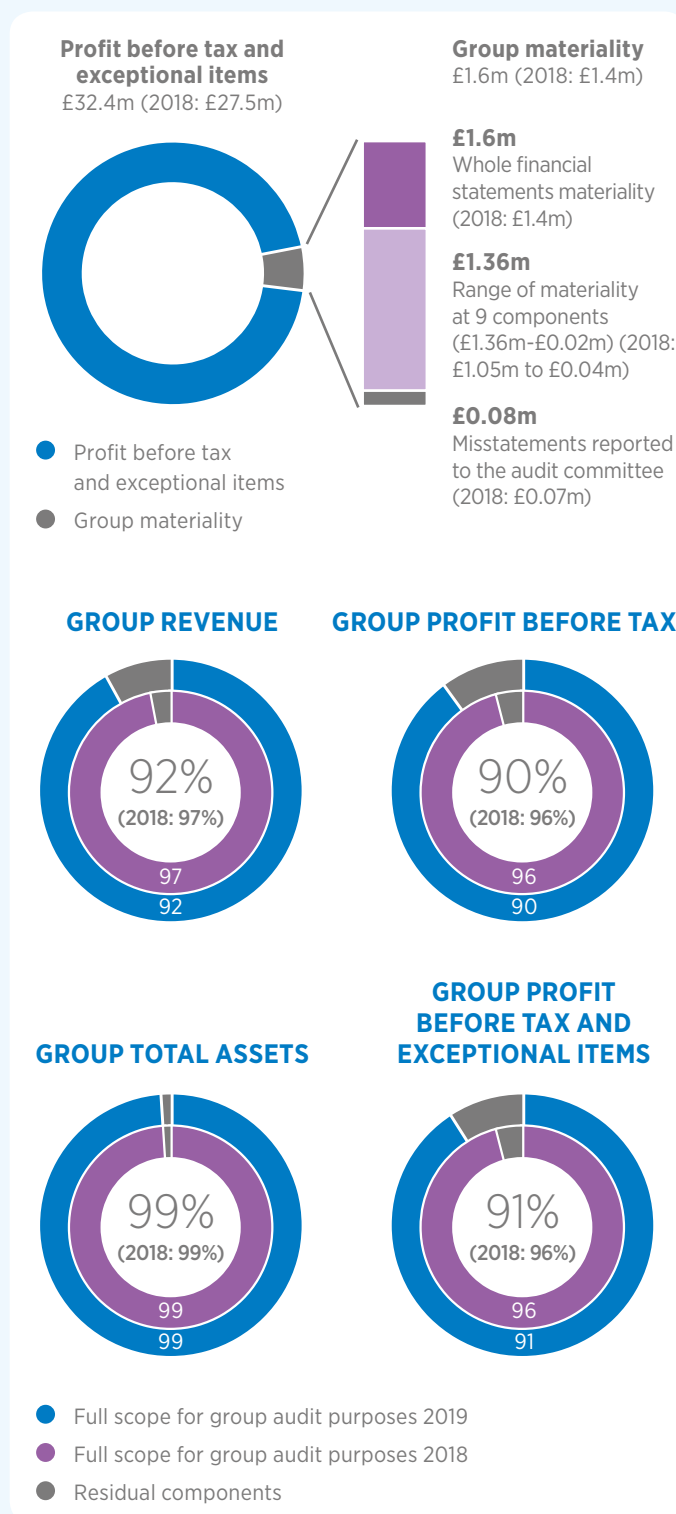 Profit before tax and
exceptional items
£32.4m (2018: £27.5m)
Group materiality
£1.6m (2018: £1.4m)
£1.6m
Whole financial
statements materiality
(2018: £1.4m)
£1.36m
Range of materiality
at 9 components
(£1.36m-£0.02m) (2018:
£1.05m to £0.04m)
£0.08m
Misstatements reported
to the audit committee
(2018: £0.07m)
Profit before tax
and exceptional items
Group materiality
GROUP REVENUE
92%
(2018: 97%)
97
92
GROUP PROFIT BEFORE TAX
90%
(2018: 96%)
96
90
GROUP TOTAL ASSETS
99%
(2018: 99%)
99
99
GROUP PROFIT
BEFORE TAX AND
EXCEPTIONAL ITEMS
91%
(2018: 96%)
96
91
Full scope for group audit purposes 2019
Full scope for group audit purposes 2018
Residual components